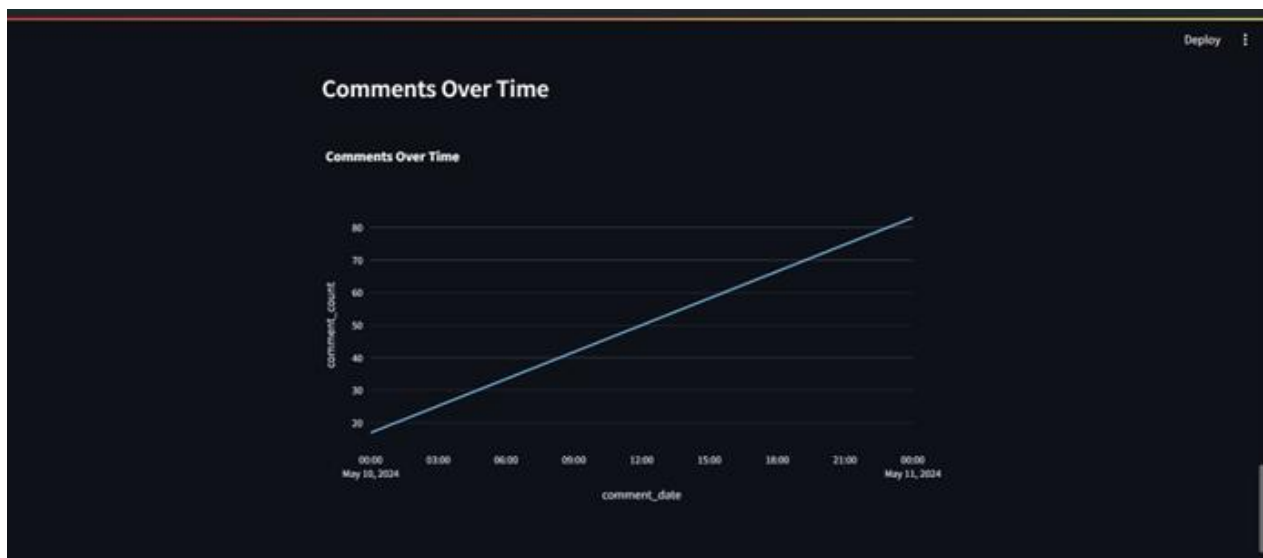 Deploy
Comments Over Time
Comments Over Time
80
70
60
50
40
30
20
comment_count
00:00 03:00 06:00 09:00 12:00 15:00 18:00 21:00 00:00
May 10, 2024 May 11, 2024
comment_date